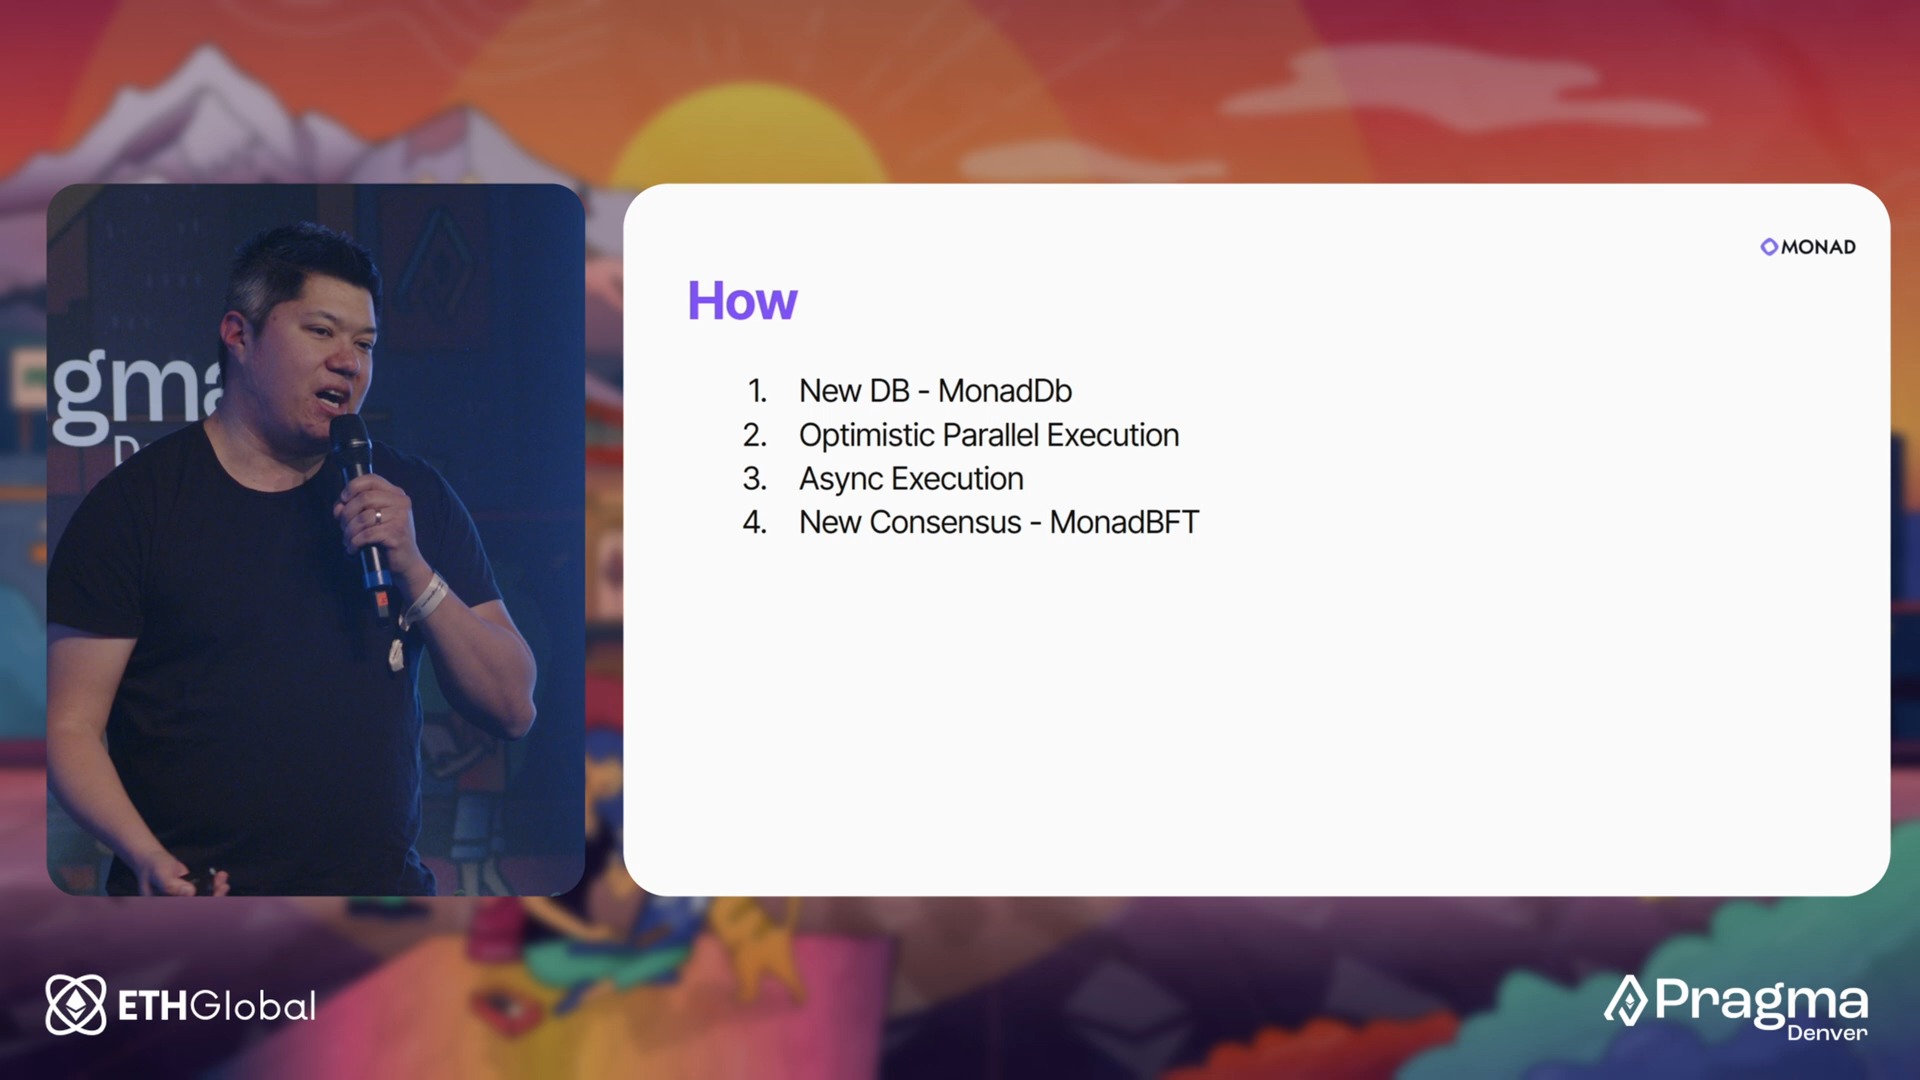 gma
MONAD
How
1. New DB - MonadDb
2. Optimistic Parallel Execution
3. Async Execution
4. New Consensus - MonadBFT
ETHGlobal
Pragma
Denver